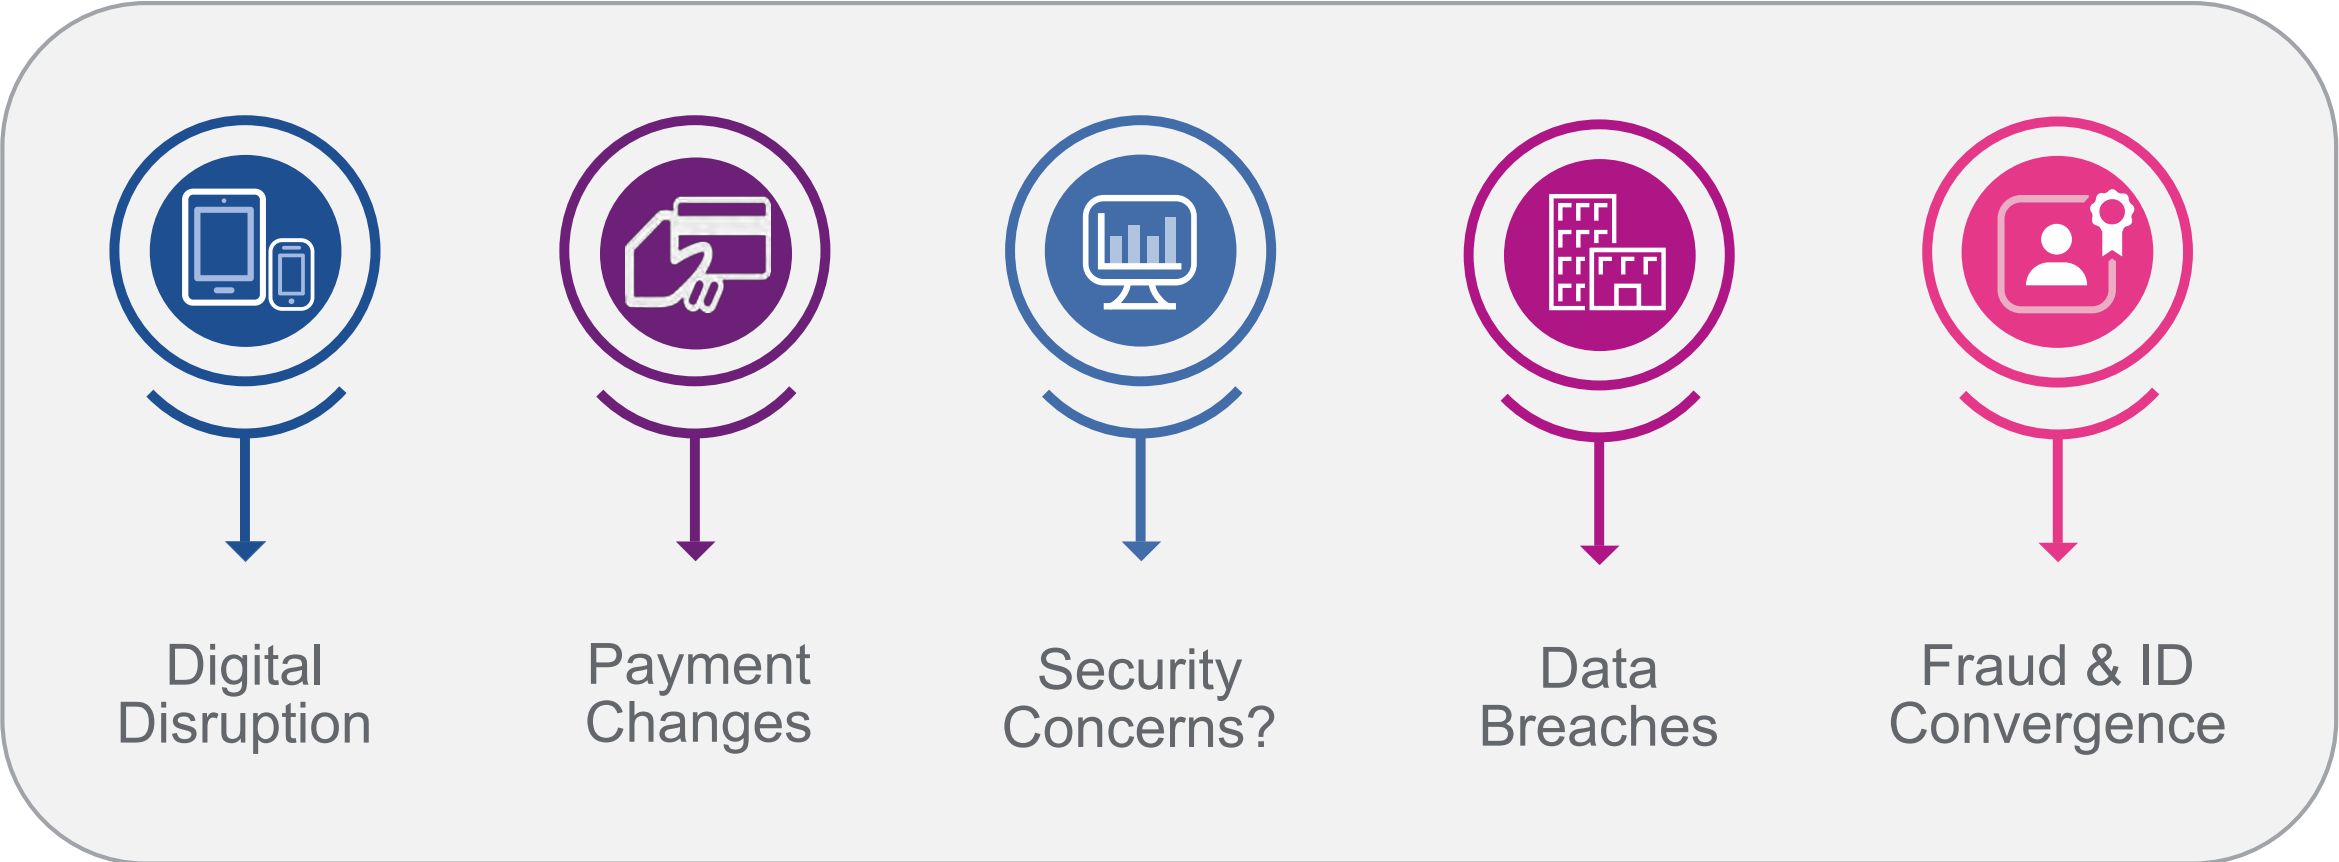 Digital
Disruption
Payment
Changes
Security
Concerns?
Data
Breaches
Fraud & ID
Convergence